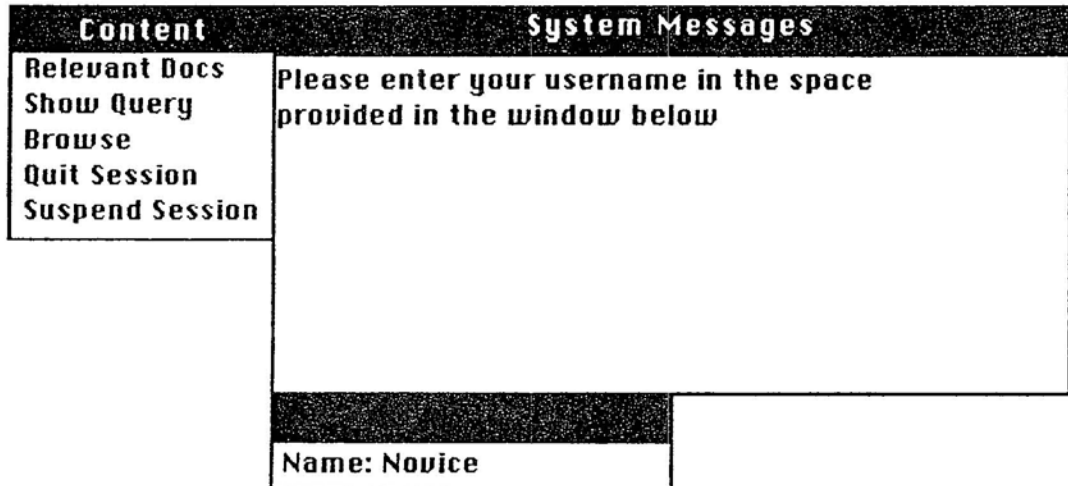 Content
Relevant Docs
Show Query
Browse
Quit Session
Suspend Session
System Messages
Please enter your username in the space
provided in the window below
Name: Novice